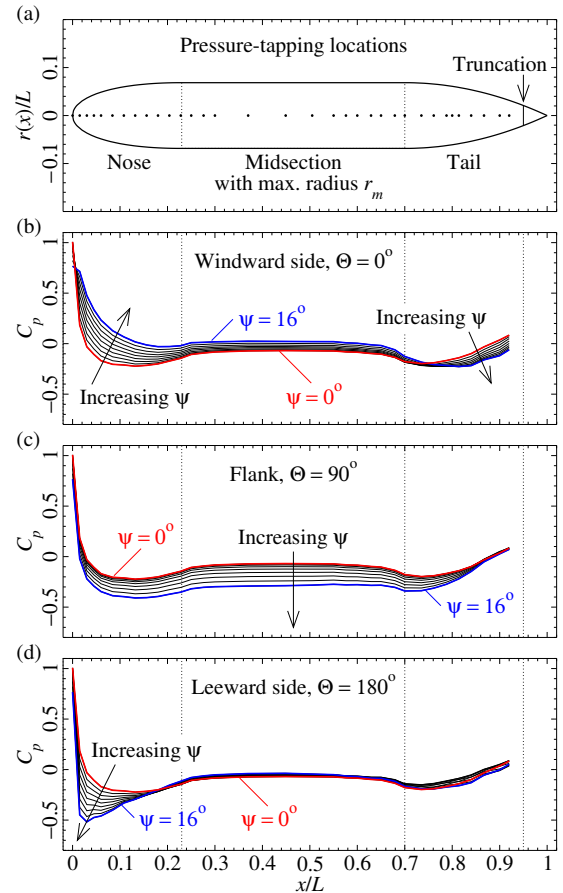 (a)
Pressure-tapping locations
Truncation
r(x)/L
0.1
0
−0.1
Nose
Midsection
Tail
with max. radius r_m
(b)
Windward side, Θ = 0°
C_p
1
0.5
0
−0.5
ψ = 16°
Increasing ψ
Increasing ψ
ψ = 0°
(c)
Flank, Θ = 90°
C_p
1
0.5
0
−0.5
ψ = 0°
Increasing ψ
ψ = 16°
(d)
Leeward side, Θ = 180°
C_p
1
0.5
0
−0.5
Increasing ψ
ψ = 16°
ψ = 0°
0 0.1 0.2 0.3 0.4 0.5 0.6 0.7 0.8 0.9 1
x/L